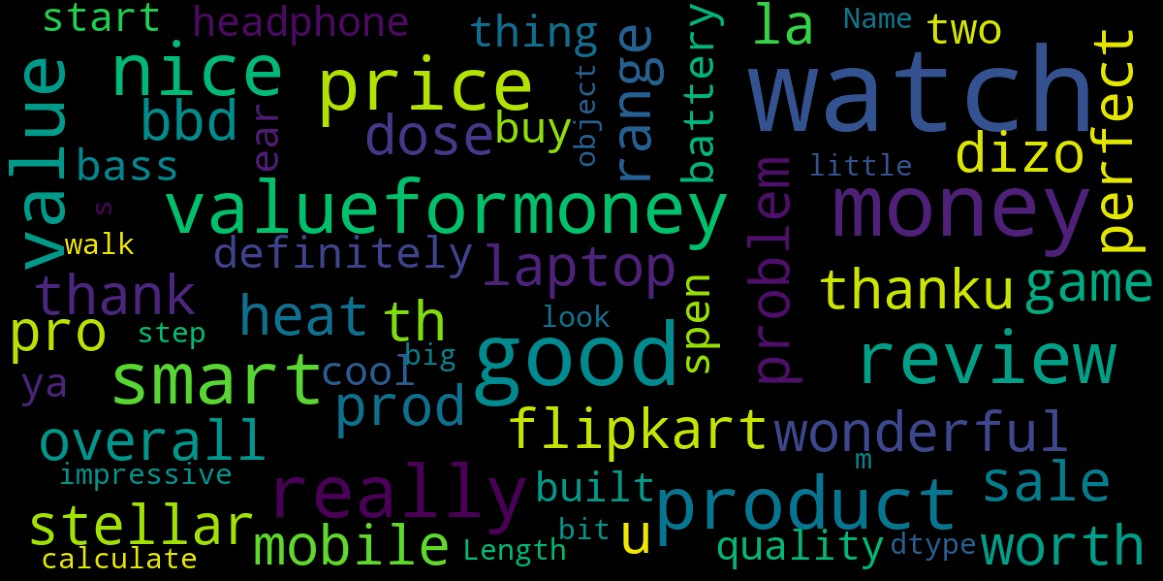 start
headphone
thing
battery
la
Name
two
nice
price
range
watch
perfect
value
bbd
ear
dose
buy
object
dizo
bass
little
s
valueformoney
problem
money
walk
definitely
laptop
thank
spen
thanku
game
heat
th
look
pro
step
big
good
review
ya
smart
cool
prod
flipkart
wonderful
overall
m
impressive
really
built
product
sale
stellar
bit
u
calculate
mobile
Length
quality
dtype
worth